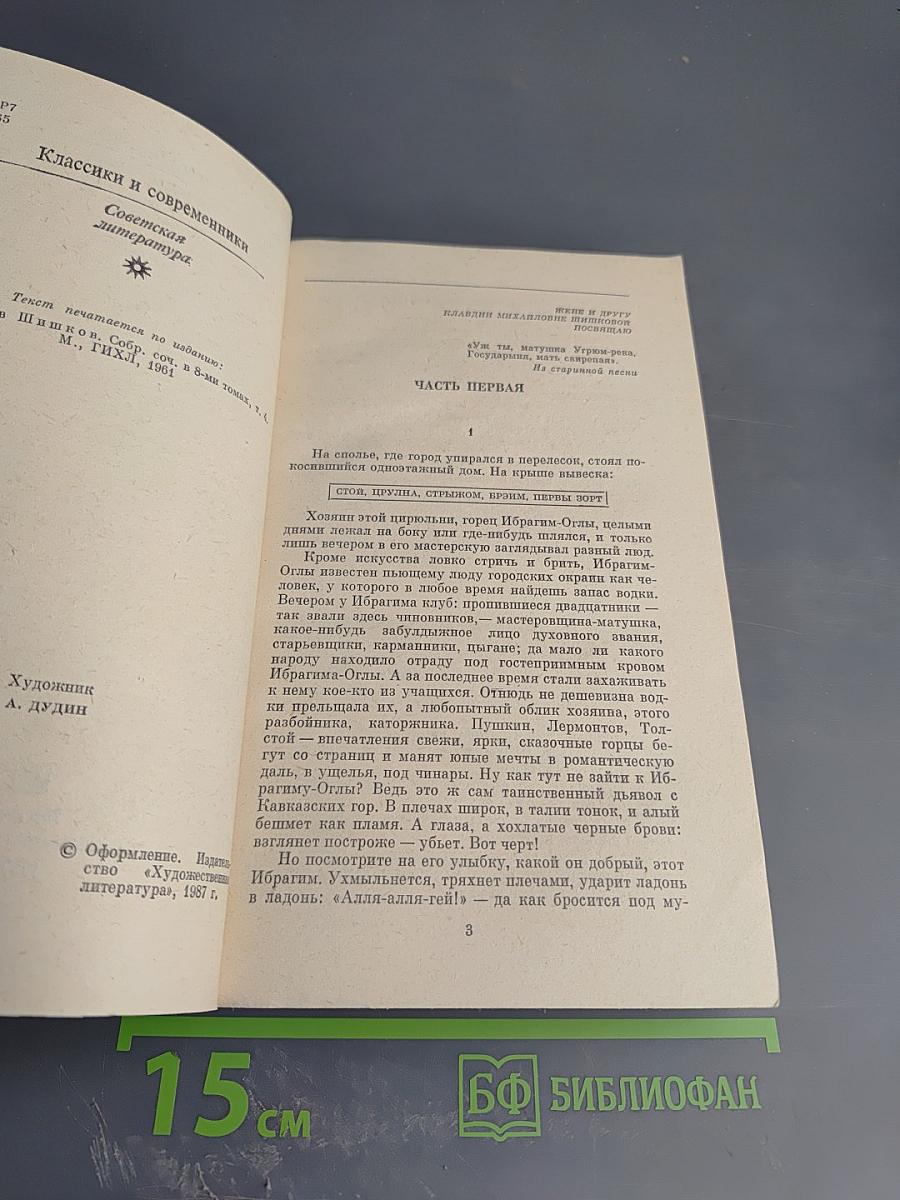 Р7
Классики и современники
Советская
литература
Текст печатается по изданию:
в Шишков. Собр. соч. в 8-ми томах, т. 4.
М., ГИХЛ, 1961
Художник
А. ДУДИН
© Оформление. Издатель-
ство «Художественная
литература», 1987 г.
ЖЕНЕ И ДРУГУ
КЛАВДИИ МИХАЙЛОВНЕ ШИШКОВОЙ
ПОСВЯЩАЮ
«Уж ты, матушка Угрюм-река,
Государыня, мать свирепая».
Из старинной песни
ЧАСТЬ ПЕРВАЯ
1
На сполье, где город упирался в перелесок, стоял по-
косившийся одноэтажный дом. На крыше вывеска:
СТОЙ, ЦРУЛНА, СТРЫЖОМ, БРЭИМ, ПЕРВЫ ЗОРТ
Хозяин этой цирюльни, горец Ибрагим-Оглы, целыми
днями лежал на боку или где-нибудь шлялся, и только
лишь вечером в его мастерскую заглядывал разный люд.
Кроме искусства ловко стричь и брить, Ибрагим-
Оглы известен пьющему люду городских окраин как че-
ловек, у которого в любое время найдешь запас водки.
Вечером у Ибрагима клуб: пропившиеся двадцатники —
так звали здесь чиновников,— мастеровщина-матушка,
какое-нибудь забулдыжное лицо духовного звания,
старьевщики, карманники, цыгане; да мало ли какого
народу находило отраду под гостеприимным кровом
Ибрагима-Оглы. А за последнее время стали захаживать
к нему кое-кто из учащихся. Отнюдь не дешевизна вод-
ки прельщала их, а любопытный облик хозяина, этого
разбойника, каторжника. Пушкин, Лермонтов, Тол-
стой — впечатления свежи, ярки, сказочные горцы бе-
гут со страниц и манят юные мечты в романтическую
даль, в ущелья, под чинары. Ну как тут не зайти к Иб-
рагиму-Оглы? Ведь это ж сам таинственный дьявол с
Кавказских гор. В плечах широк, в талии тонок, и алый
бешмет как пламя. А глаза, а хохлатые черные брови:
взглянет построже — убьет. Вот черт!
Но посмотрите на его улыбку, какой он добрый, этот
Ибрагим. Ухмыльнется, тряхнет плечами, ударит ладонь
в ладонь: «Алля-алля-гей!» — да как бросится под му-
3
15 см
БФ БИБЛИОФАН